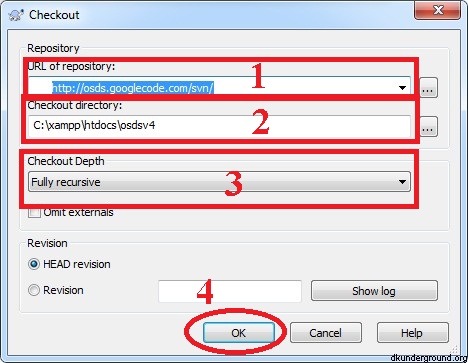 Checkout
Repository
URL of repository:
1
http://osds.googlecode.com/svn/
...
Checkout directory:
2
C:\xampp\htdocs\osdsv4
...
Checkout Depth
Fully recursive
3
Omit externals
Revision
HEAD revision
Revision
4
Show log
OK
Cancel
Help
dkunderground.org